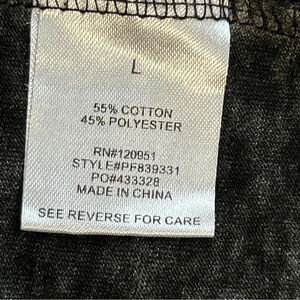 L
55% COTTON
45% POLYESTER
RN#120951
STYLE#PF839331
PO#433328
MADE IN CHINA
SEE REVERSE FOR CARE